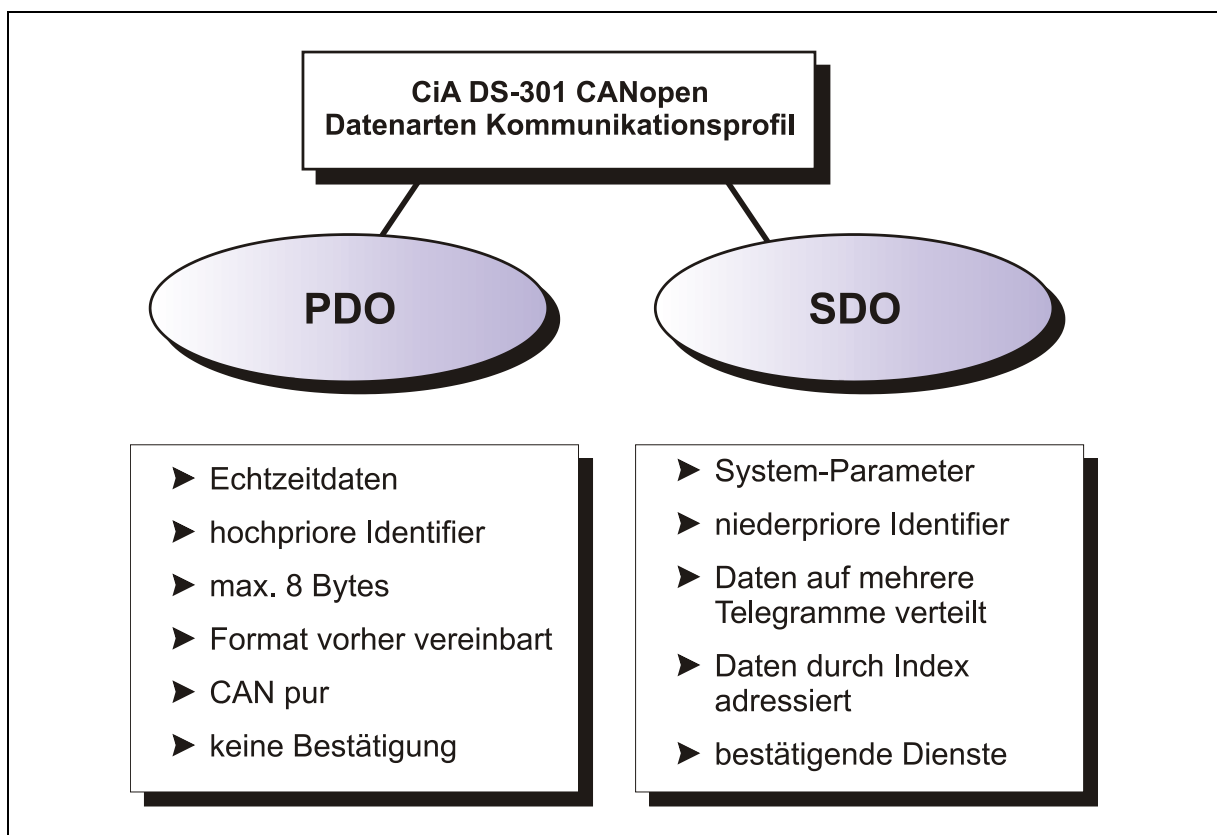 CiA DS-301 CANopen
Datenarten Kommunikationsprofil
PDO
SDO
➤ Echtzeitdaten
➤ hochpriore Identifier
➤ max. 8 Bytes
➤ Format vorher vereinbart
➤ CAN pur
➤ keine Bestätigung
➤ System-Parameter
➤ niederpriore Identifier
➤ Daten auf mehrere
Telegramme verteilt
➤ Daten durch Index
adressiert
➤ bestätigende Dienste